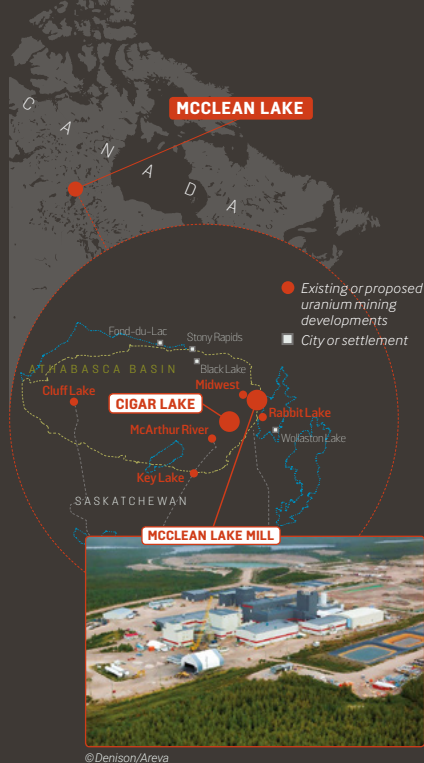 CANADA
MCCLEAN LAKE
Existing or proposed
uranium mining
developments
City or settlement
Fond-du-Lac
Stony Rapids
Black Lake
ATHABASCA BASIN
Midwest
Cluff Lake
CIGAR LAKE
Rabbit Lake
McArthur River
Wollaston Lake
Key Lake
SASKATCHEWAN
MCCLEAN LAKE MILL
©Denison/Areva